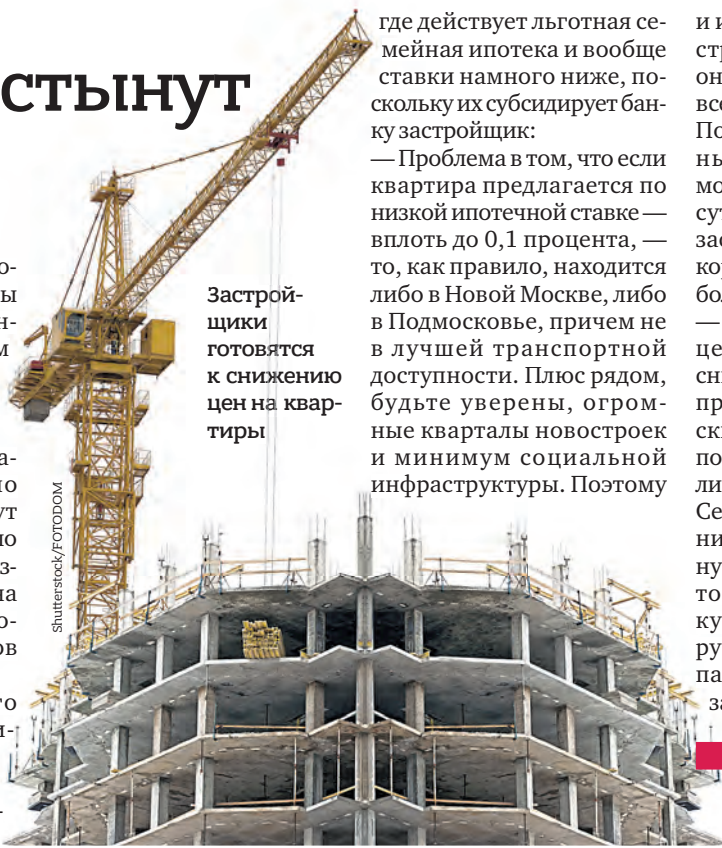 стынут
Застрой-
щики
готовятся
к снижению
цен на квар-
тиры
Shutterstock/FOTODOM
где действует льготная се-
мейная ипотека и вообще
ставки намного ниже, по-
скольку их субсидирует бан-
ку застройщик:
— Проблема в том, что если
квартира предлагается по
низкой ипотечной ставке —
вплоть до 0,1 процента, —
то, как правило, находится
либо в Новой Москве, либо
в Подмосковье, причем не
в лучшей транспортной
доступности. Плюс рядом,
будьте уверены, огром-
ные кварталы новостроек
и минимум социальной
инфраструктуры. Поэтому